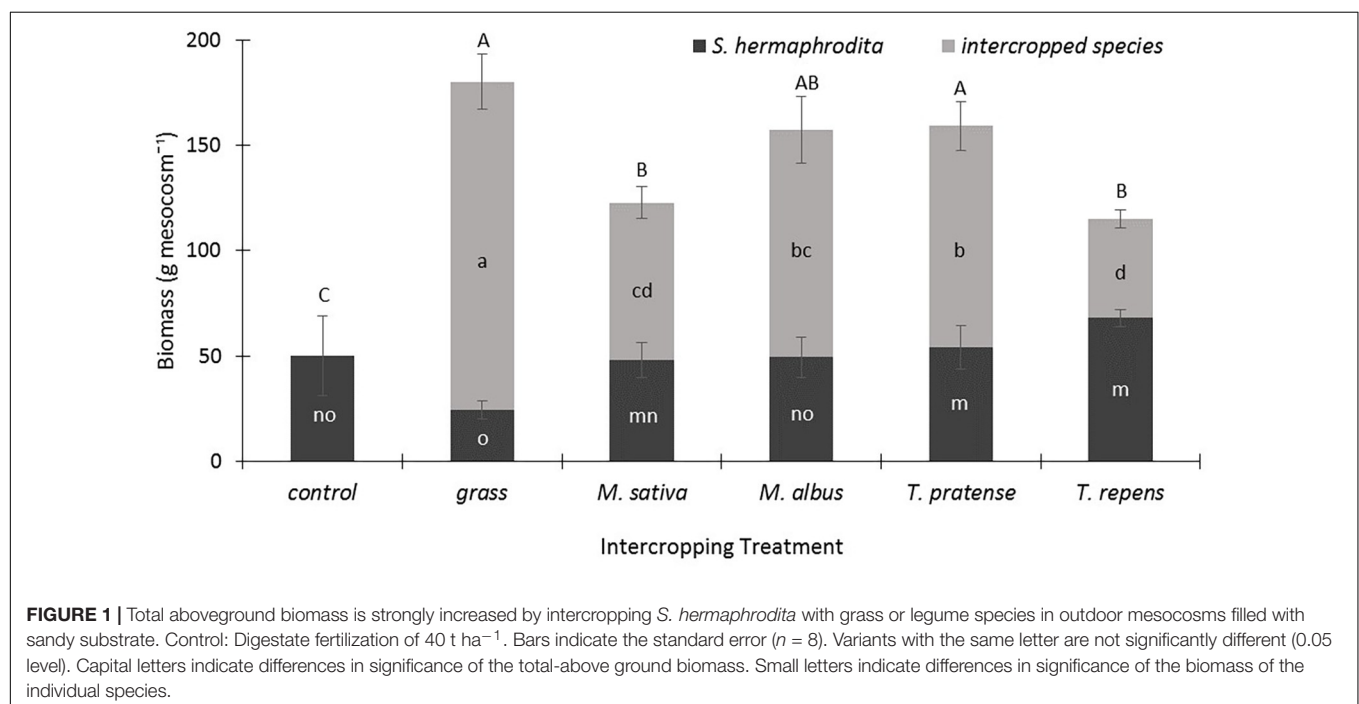 200
150
100
50
0
Biomass (g mesocosm⁻¹)
S. hermaphrodita intercropped species
A
AB
A
B
B
C
a
bc
b
cd
d
no
o
mn
no
m
m
control grass M. sativa M. albus T. pratense T. repens
Intercropping Treatment
FIGURE 1 | Total aboveground biomass is strongly increased by intercropping S. hermaphrodita with grass or legume species in outdoor mesocosms filled with
sandy substrate. Control: Digestate fertilization of 40 t ha⁻¹. Bars indicate the standard error (n = 8). Variants with the same letter are not significantly different (0.05
level). Capital letters indicate differences in significance of the total-above ground biomass. Small letters indicate differences in significance of the biomass of the
individual species.